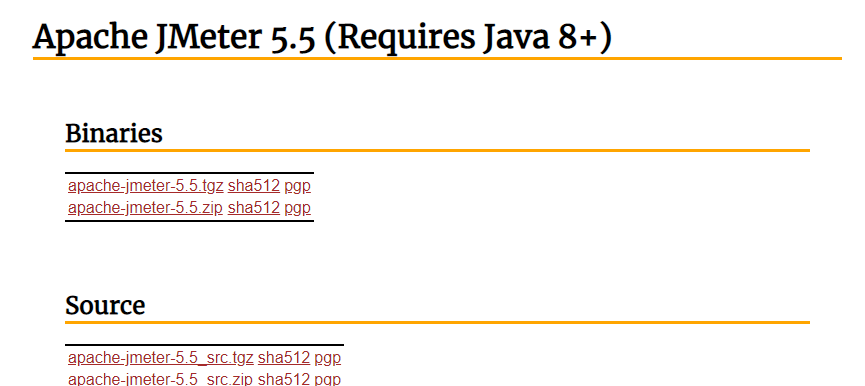 Apache JMeter 5.5 (Requires Java 8+)
Binaries
apache-jmeter-5.5.tgz sha512 pgp
apache-jmeter-5.5.zip sha512 pgp
Source
apache-jmeter-5.5_src.tgz sha512 pgp
apache-jmeter-5.5_src.zip sha512 pgp